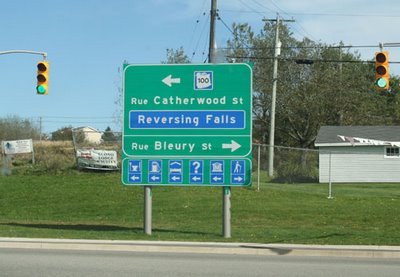 100
Rue Catherwood St
Reversing Falls
Rue Bleury St
?